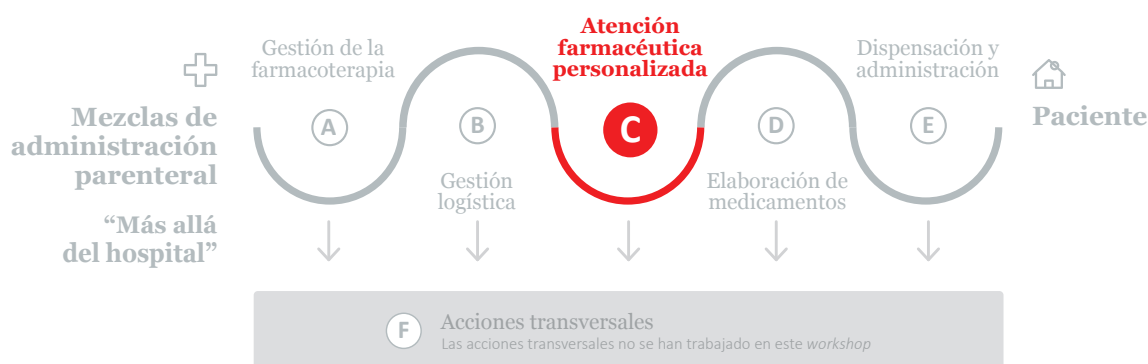 Mezclas de
administración
parenteral
“Más allá
del hospital”
Gestión de la
farmacoterapia
A
B
Gestión
logística
Atención
farmacéutica
personalizada
C
D
Elaboración de
medicamentos
Dispensación y
administración
E
Paciente
F
Acciones transversales
Las acciones transversales no se han trabajado en este workshop